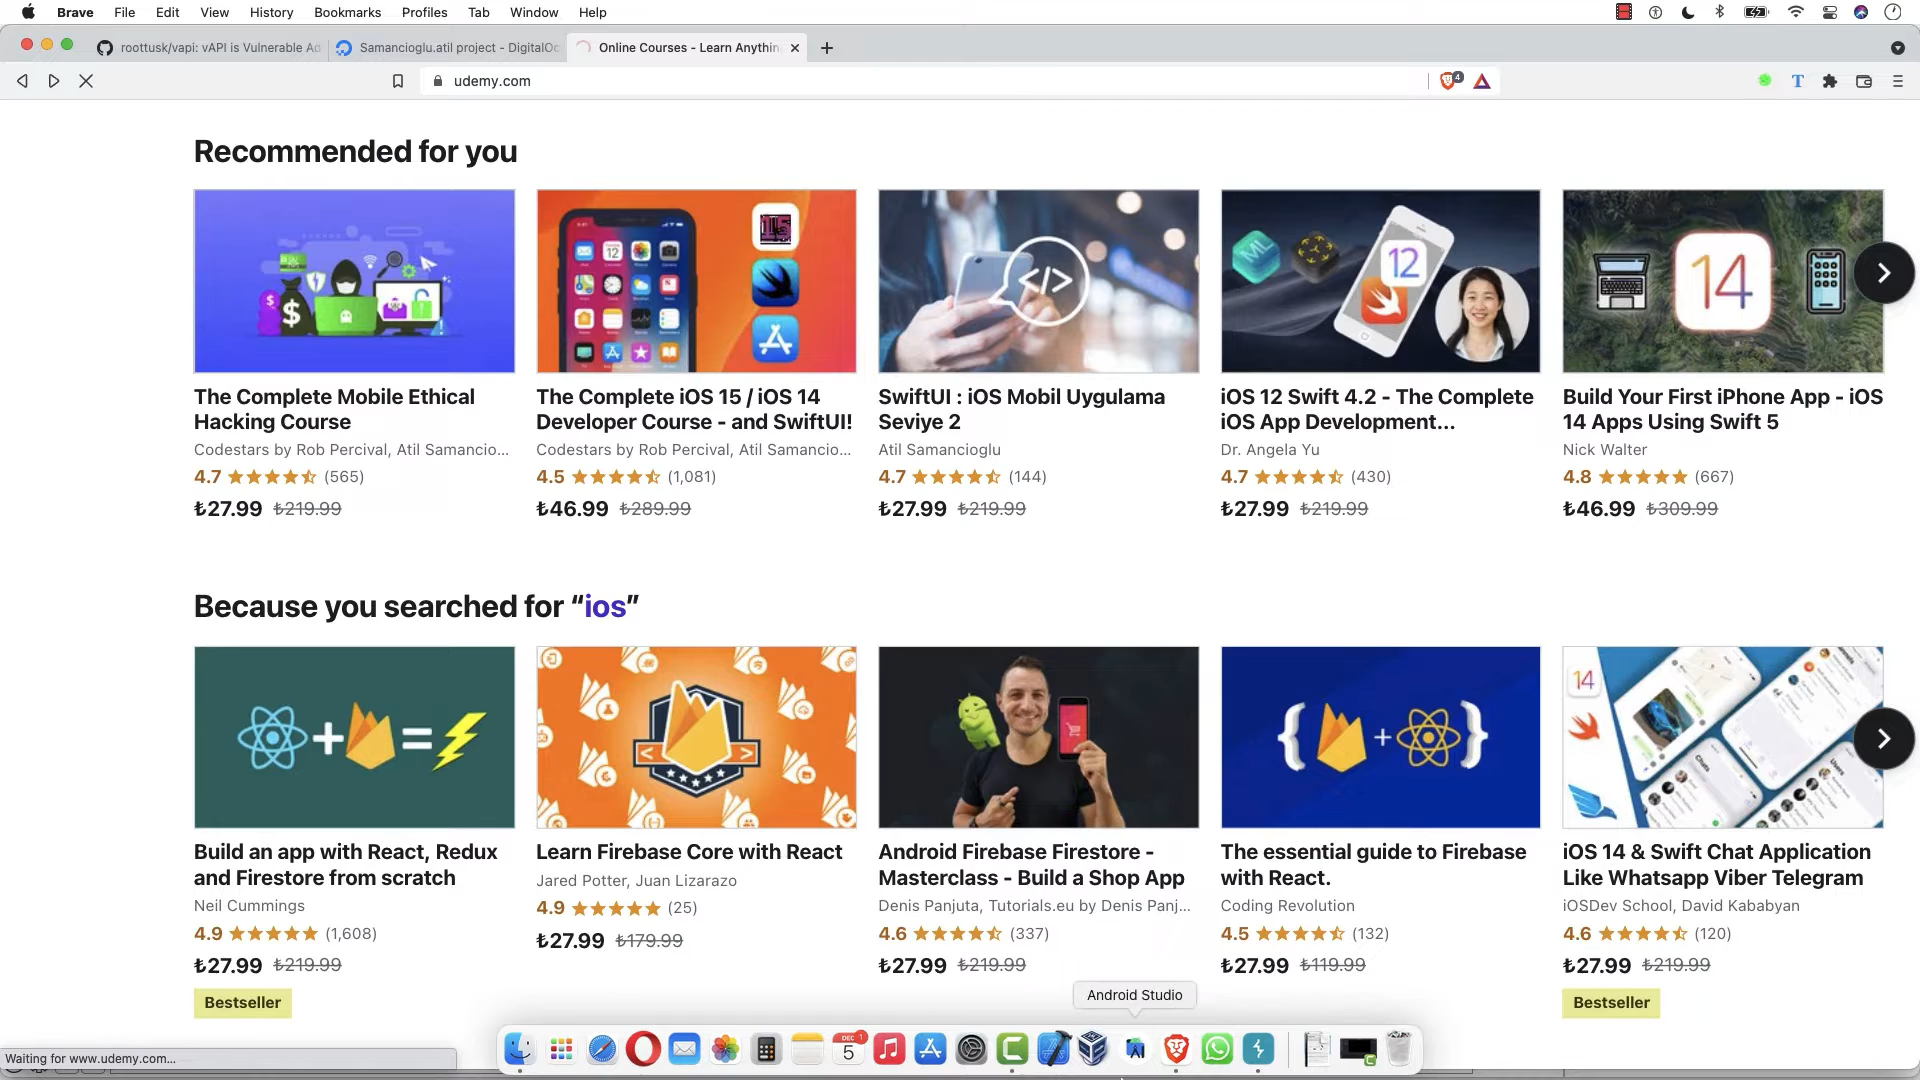 Brave File Edit View History Bookmarks Profiles Tab Window Help
roottusk/vapi: vAPI is Vulnerable Ad
Samancioglu.atil project - DigitalOc
Online Courses - Learn Anythin
udemy.com
4
T
Recommended for you
15
12
14
The Complete Mobile Ethical
Hacking Course
Codestars by Rob Percival, Atil Samancio...
4.7 (565)
₺27.99 ₺219.99
The Complete iOS 15 / iOS 14
Developer Course - and SwiftUI!
Codestars by Rob Percival, Atil Samancio...
4.5 (1,081)
₺46.99 ₺289.99
SwiftUI : iOS Mobil Uygulama
Seviye 2
Atil Samancioglu
4.7 (144)
₺27.99 ₺219.99
iOS 12 Swift 4.2 - The Complete
iOS App Development...
Dr. Angela Yu
4.7 (430)
₺27.99 ₺219.99
Build Your First iPhone App - iOS
14 Apps Using Swift 5
Nick Walter
4.8 (667)
₺46.99 ₺309.99
Because you searched for “ios”
14
Chats
Users
Build an app with React, Redux
and Firestore from scratch
Neil Cummings
4.9 (1,608)
₺27.99 ₺219.99
Bestseller
Learn Firebase Core with React
Jared Potter, Juan Lizarazo
4.9 (25)
₺27.99 ₺179.99
Android Firebase Firestore -
Masterclass - Build a Shop App
Denis Panjuta, Tutorials.eu by Denis Panj...
4.6 (337)
₺27.99 ₺219.99
The essential guide to Firebase
with React.
Coding Revolution
4.5 (132)
₺27.99 ₺119.99
iOS 14 & Swift Chat Application
Like Whatsapp Viber Telegram
iOSDev School, David Kababyan
4.6 (120)
₺27.99 ₺219.99
Bestseller
Android Studio
DEC 1
5
Waiting for www.udemy.com...